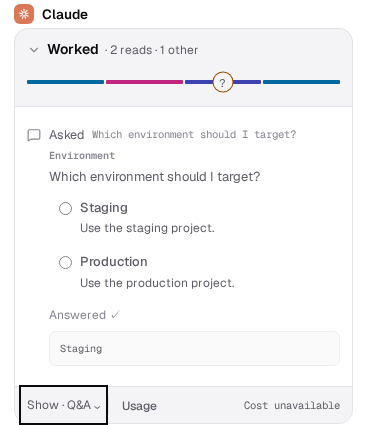 Claude
Worked · 2 reads · 1 other
?
Asked Which environment should I target?
Environment
Which environment should I target?
Staging
Use the staging project.
Production
Use the production project.
Answered ✓
Staging
Show · Q&A Usage Cost unavailable